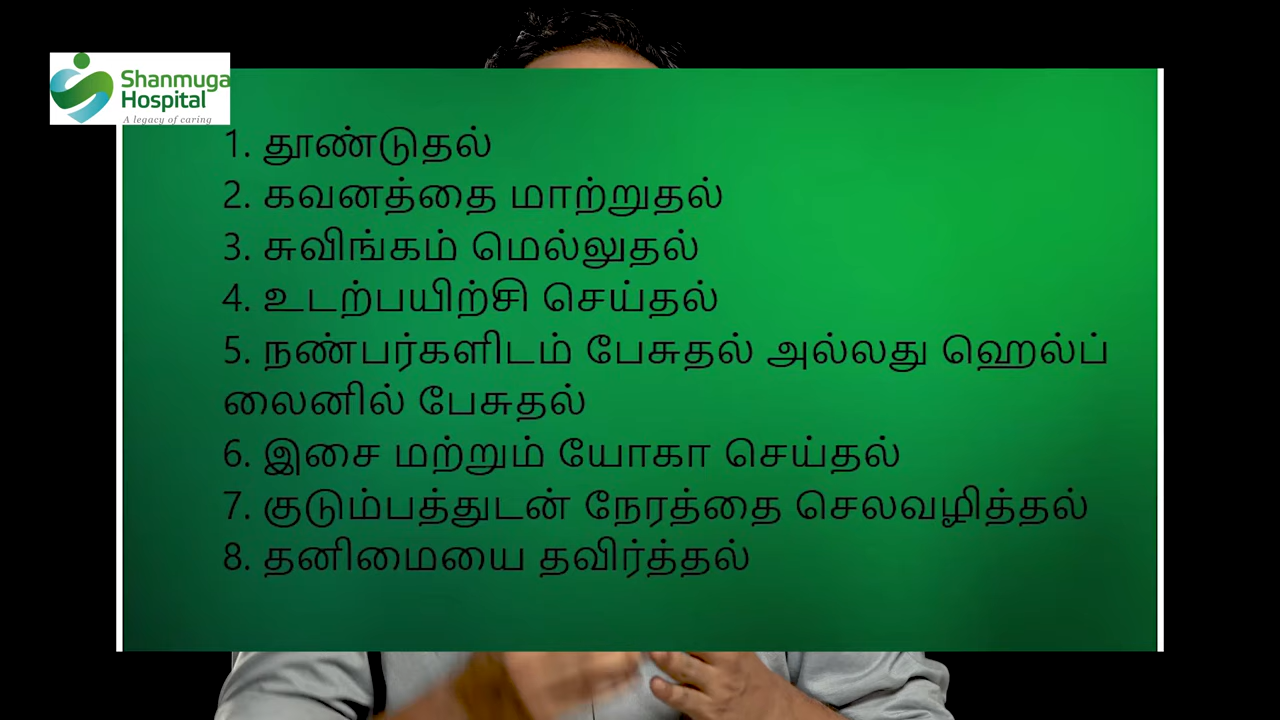 Shanmuga
Hospital
A legacy of caring
1. தூண்டுதல்
2. கவனத்தை மாற்றுதல்
3. சுவிங்கம் மெல்லுதல்
4. உடற்பயிற்சி செய்தல்
5. நண்பர்களிடம் பேசுதல் அல்லது ஹெல்ப்
லைனில் பேசுதல்
6. இசை மற்றும் யோகா செய்தல்
7. குடும்பத்துடன் நேரத்தை செலவழித்தல்
8. தனிமையை தவிர்த்தல்